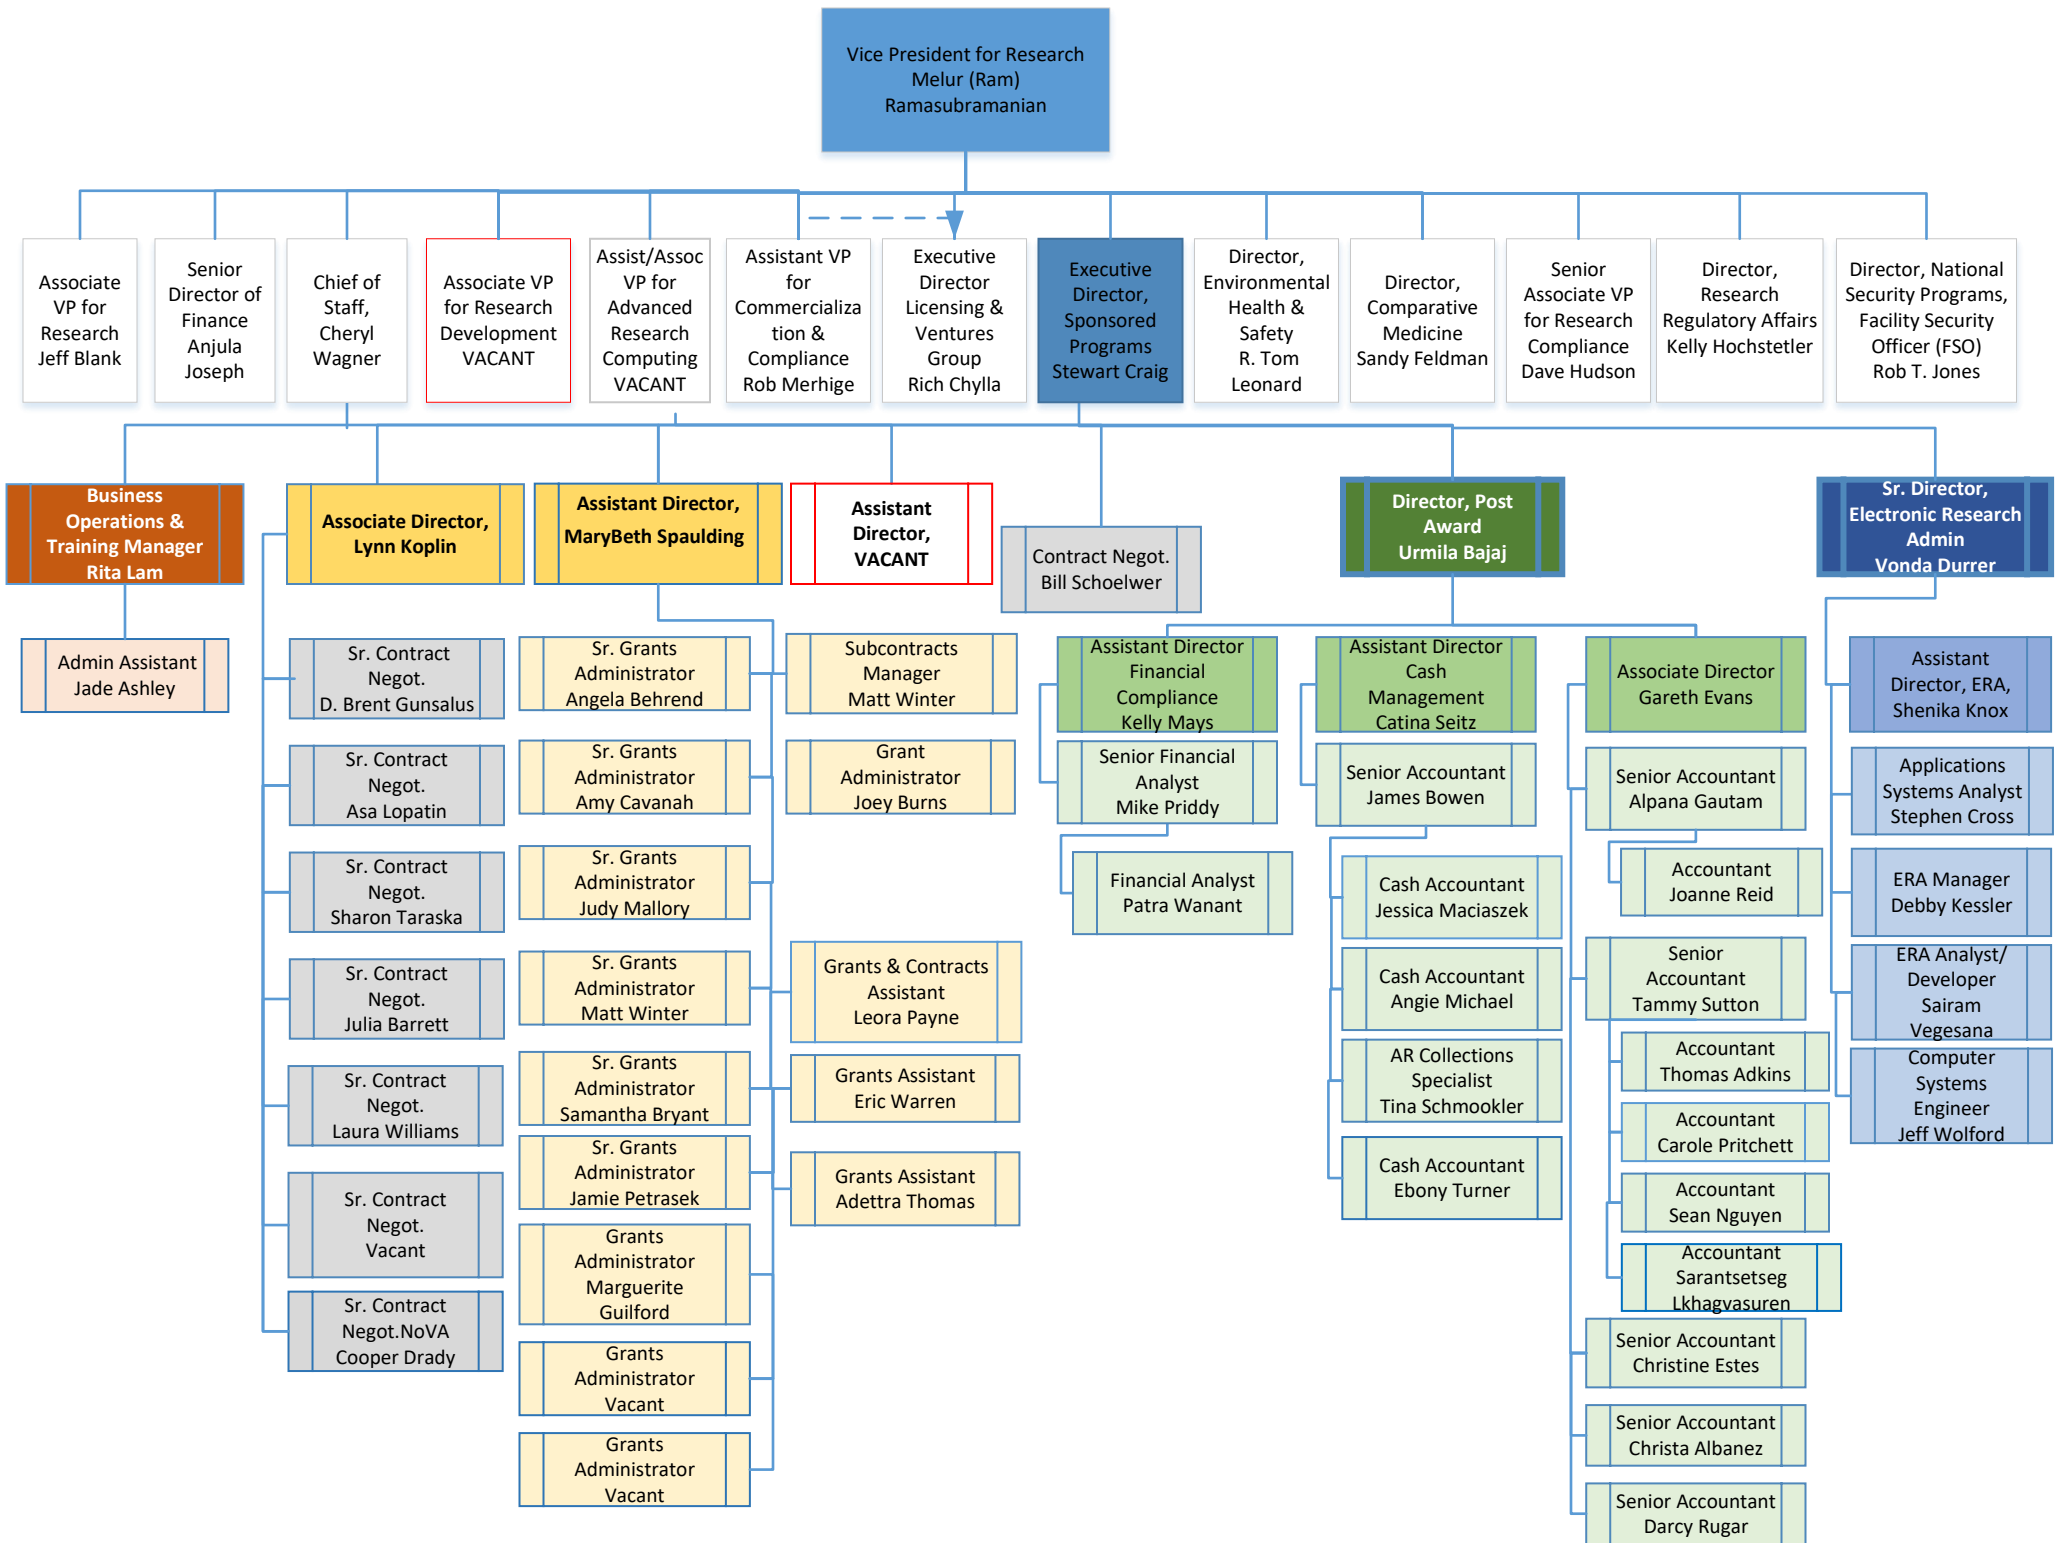 Vice President for Research
Melur (Ram)
Ramasubramanian
Associate
VP for
Research
Jeff Blank
Senior
Director of
Finance
Anjula
Joseph
Chief of
Staff,
Cheryl
Wagner
Associate VP
for Research
Development
VACANT
Assist/Assoc
VP for
Advanced
Research
Computing
VACANT
Assistant VP
for
Commercializa
tion &
Compliance
Rob Merhige
Executive
Director
Licensing &
Ventures
Group
Rich Chylla
Executive
Director,
Sponsored
Programs
Stewart Craig
Director,
Environmental
Health &
Safety
R. Tom
Leonard
Director,
Comparative
Medicine
Sandy Feldman
Senior
Associate VP
for Research
Compliance
Dave Hudson
Director,
Research
Regulatory Affairs
Kelly Hochstetler
Director, National
Security Programs,
Facility Security
Officer (FSO)
Rob T. Jones
Business
Operations &
Training Manager
Rita Lam
Associate Director,
Lynn Koplin
Assistant Director,
MaryBeth Spaulding
Assistant
Director,
VACANT
Contract Negot.
Bill Schoelwer
Director, Post
Award
Urmila Bajaj
Sr. Director,
Electronic Research
Admin
Vonda Durrer
Admin Assistant
Jade Ashley
Sr. Contract
Negot.
D. Brent Gunsalus
Sr. Contract
Negot.
Asa Lopatin
Sr. Contract
Negot.
Sharon Taraska
Sr. Contract
Negot.
Julia Barrett
Sr. Contract
Negot.
Laura Williams
Sr. Contract
Negot.
Vacant
Sr. Contract
Negot.NoVA
Cooper Drady
Sr. Grants
Administrator
Angela Behrend
Sr. Grants
Administrator
Amy Cavanah
Sr. Grants
Administrator
Judy Mallory
Sr. Grants
Administrator
Matt Winter
Sr. Grants
Administrator
Samantha Bryant
Sr. Grants
Administrator
Jamie Petrasek
Grants
Administrator
Marguerite
Guilford
Grants
Administrator
Vacant
Grants
Administrator
Vacant
Subcontracts
Manager
Matt Winter
Grant
Administrator
Joey Burns
Grants & Contracts
Assistant
Leora Payne
Grants Assistant
Eric Warren
Grants Assistant
Adettra Thomas
Assistant Director
Financial
Compliance
Kelly Mays
Senior Financial
Analyst
Mike Priddy
Financial Analyst
Patra Wanant
Assistant Director
Cash
Management
Catina Seitz
Senior Accountant
James Bowen
Cash Accountant
Jessica Maciaszek
Cash Accountant
Angie Michael
AR Collections
Specialist
Tina Schmookler
Cash Accountant
Ebony Turner
Associate Director
Gareth Evans
Senior Accountant
Alpana Gautam
Accountant
Joanne Reid
Senior
Accountant
Tammy Sutton
Accountant
Thomas Adkins
Accountant
Carole Pritchett
Accountant
Sean Nguyen
Accountant
Sarantsetseg
Lkhagvasuren
Senior Accountant
Christine Estes
Senior Accountant
Christa Albanez
Senior Accountant
Darcy Rugar
Assistant
Director, ERA,
Shenika Knox
Applications
Systems Analyst
Stephen Cross
ERA Manager
Debby Kessler
ERA Analyst/
Developer
Sairam
Vegesana
Computer
Systems
Engineer
Jeff Wolford